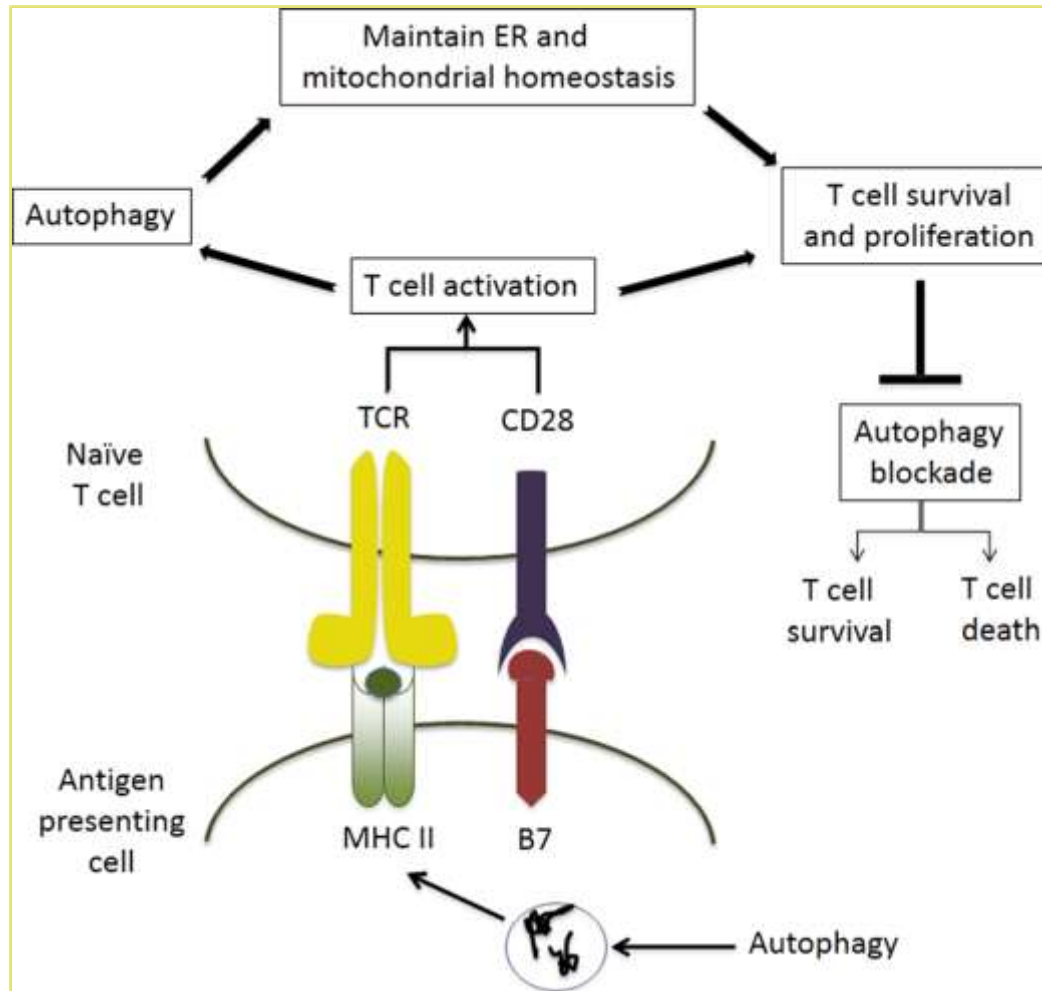 Maintain ER and
mitochondrial homeostasis
Autophagy
T cell survival
and proliferation
T cell activation
TCR
CD28
Naïve
T cell
Autophagy
blockade
T cell
survival
T cell
death
Antigen
presenting
cell
MHC II
B7
Autophagy